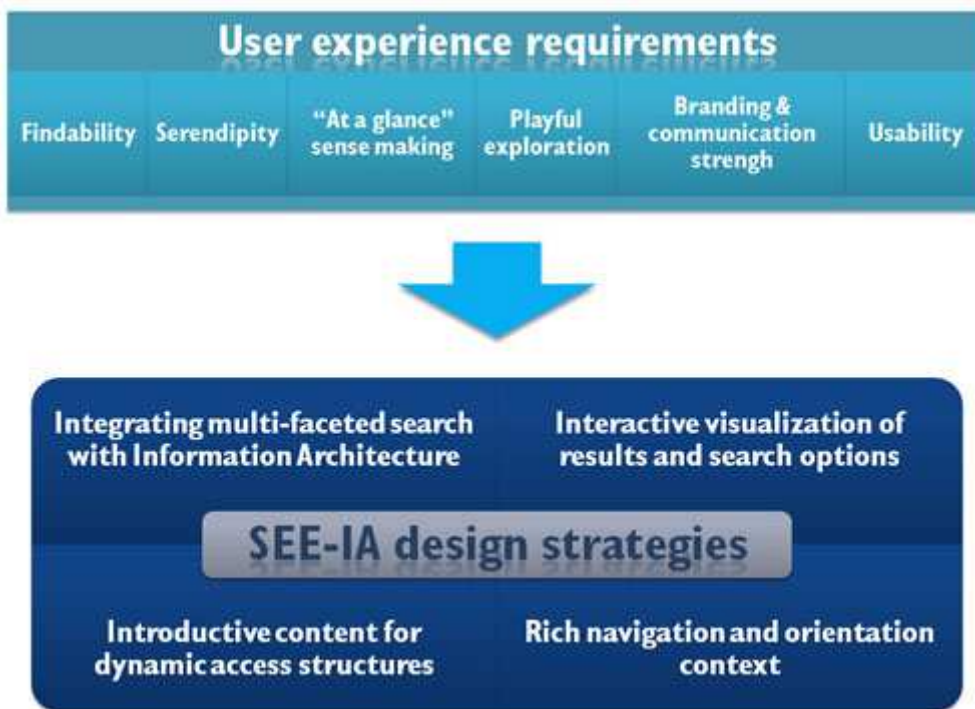 User experience requirements
Findability
Serendipity
“At a glance”
sense making
Playful
exploration
Branding &
communication
strengh
Usability
Integrating multi-faceted search
with Information Architecture
Interactive visualization of
results and search options
SEE-IA design strategies
Introductive content for
dynamic access structures
Rich navigation and orientation
context